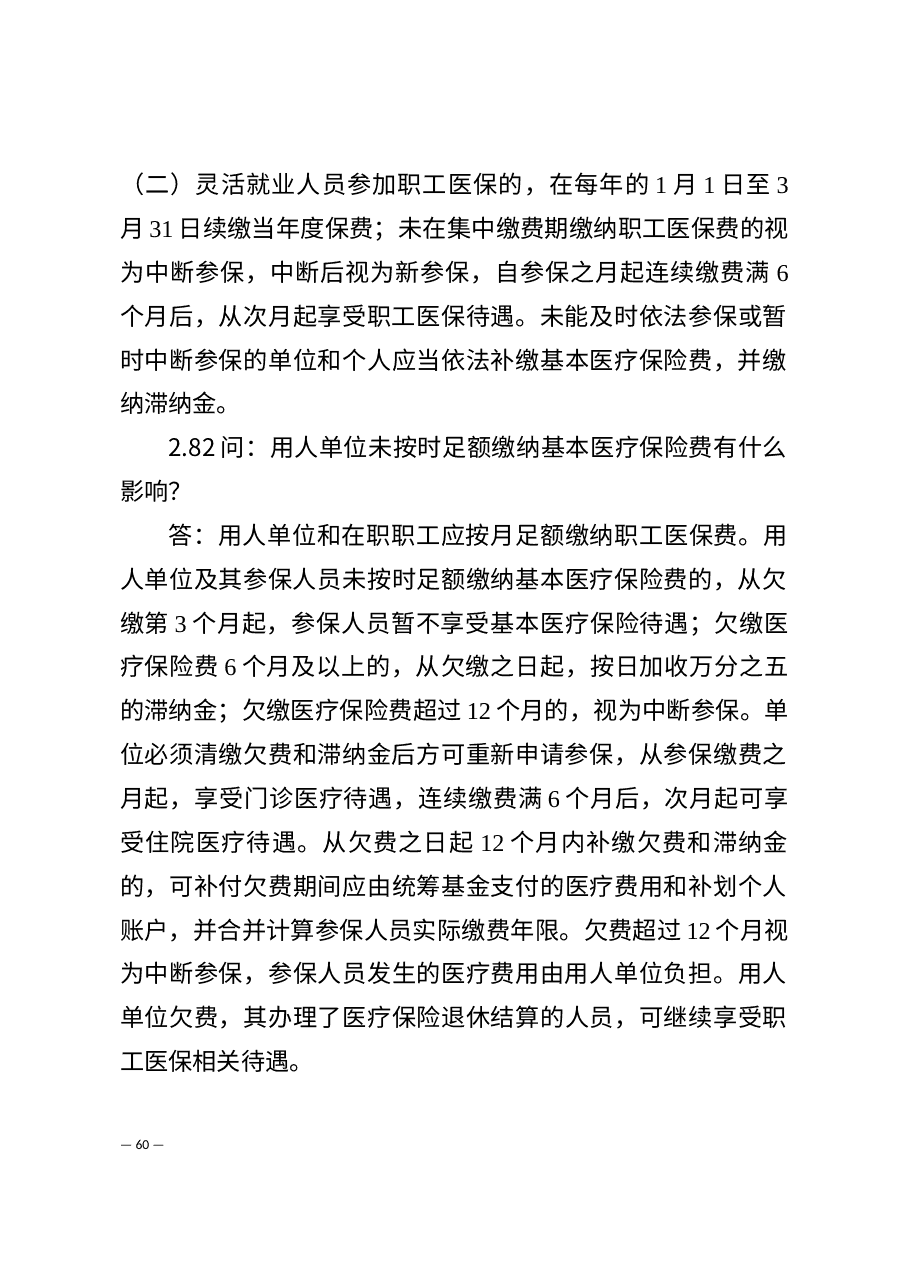 （二）灵活就业人员参加职工医保的，在每年的 1 月 1 日至 3
月 31 日续缴当年度保费；未在集中缴费期缴纳职工医保费的视
为中断参保，中断后视为新参保，自参保之月起连续缴费满 6
个月后，从次月起享受职工医保待遇。未能及时依法参保或暂
时中断参保的单位和个人应当依法补缴基本医疗保险费，并缴
纳滞纳金。
2.82 问：用人单位未按时足额缴纳基本医疗保险费有什么
影响？
答：用人单位和在职职工应按月足额缴纳职工医保费。用
人单位及其参保人员未按时足额缴纳基本医疗保险费的，从欠
缴第 3 个月起，参保人员暂不享受基本医疗保险待遇；欠缴医
疗保险费 6 个月及以上的，从欠缴之日起，按日加收万分之五
的滞纳金；欠缴医疗保险费超过 12 个月的，视为中断参保。单
位必须清缴欠费和滞纳金后方可重新申请参保，从参保缴费之
月起，享受门诊医疗待遇，连续缴费满 6 个月后，次月起可享
受住院医疗待遇。从欠费之日起 12 个月内补缴欠费和滞纳金
的，可补付欠费期间应由统筹基金支付的医疗费用和补划个人
账户，并合并计算参保人员实际缴费年限。欠费超过 12 个月视
为中断参保，参保人员发生的医疗费用由用人单位负担。用人
单位欠费，其办理了医疗保险退休结算的人员，可继续享受职
工医保相关待遇。
— 60 —